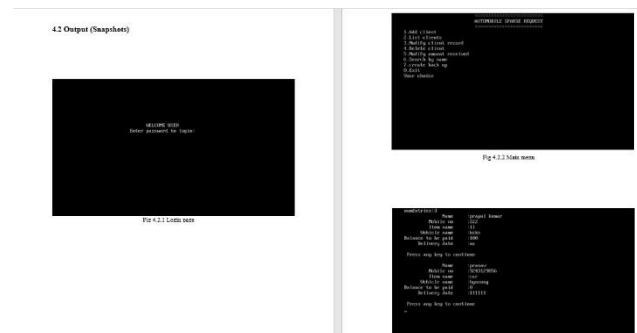 4.2 Output (Snapshots)
WELCOME USER
Enter password to login:
Fig 4.2.1 Login page
AUTOMOBILE SPARSE REQUEST
1.Add client
2.List clients
3.Modify client record
4.Delete client
5.Modify amount received
6.Search by name
7.create back up
0.Exit
Your choice
Fig 4.2.2 Main menu
numEntries:
Name :
Mobile no :222
Item name :
Vehicle name :
Balance to be paid :
Delivery date :
Press any key to continue
Name :
Mobile no :
Item name :car
Vehicle name :
Balance to be paid :0
Delivery date :
Press any key to continue